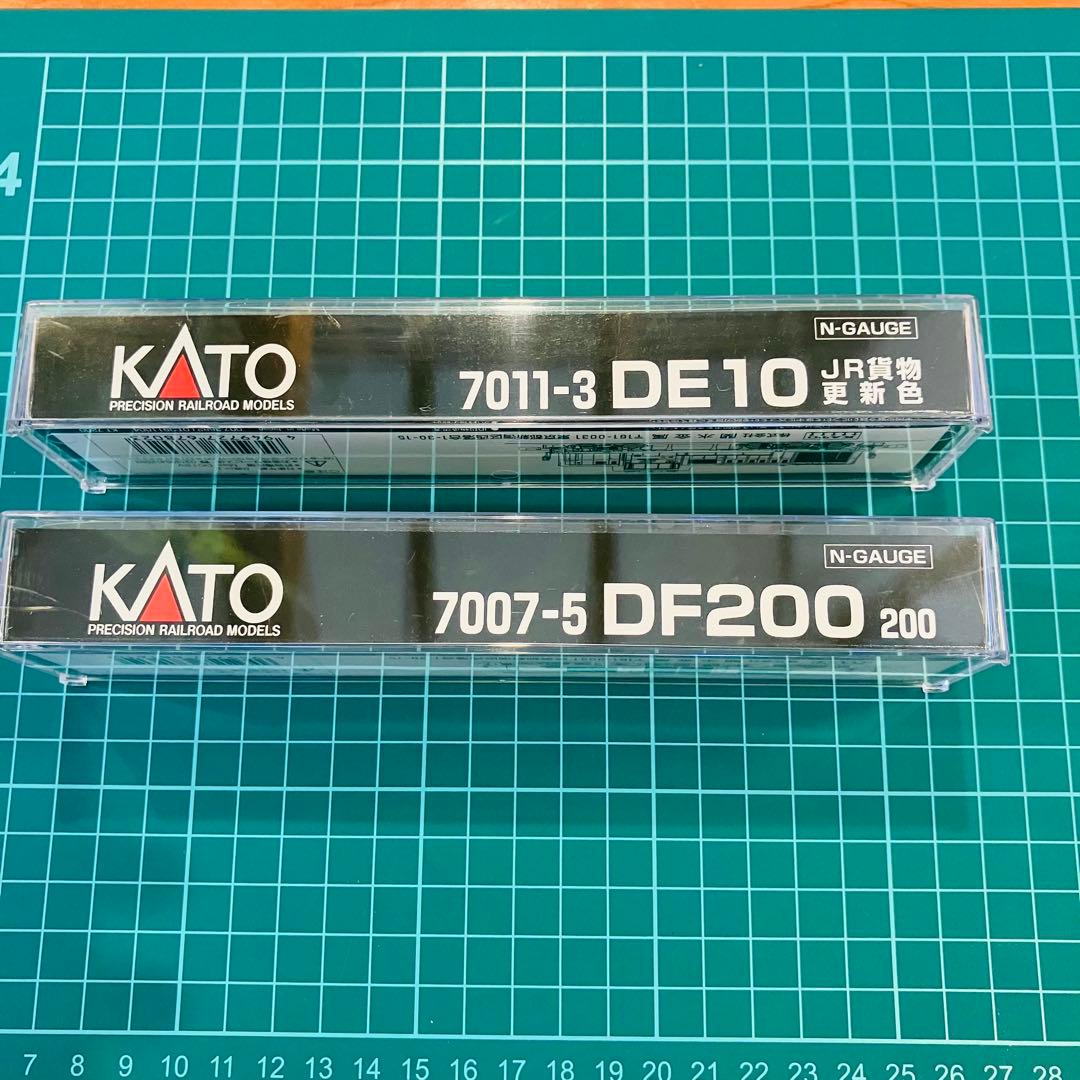 4
N-GAUGE
KATO
PRECISION RAILROAD MODELS
7011-3 DE10 JR貨物
更新色
N-GAUGE
KATO
PRECISION RAILROAD MODELS
7007-5 DF200 200
7 8 9 10 11 12 13 14 15 16 17 18 19 20 21 22 23 24 25 26 27 28